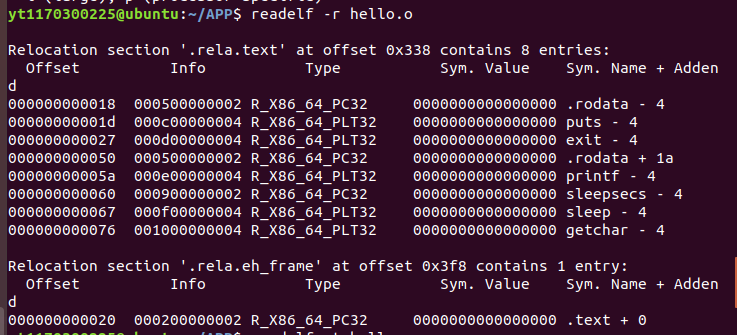 yt1170300225@ubuntu:~/APP$ readelf -r hello.o
Relocation section '.rela.text' at offset 0x338 contains 8 entries:
  Offset          Info           Type           Sym. Value    Sym. Name + Adden
d
000000000018  000500000002 R_X86_64_PC32     0000000000000000 .rodata - 4
00000000001d  000c00000004 R_X86_64_PLT32    0000000000000000 puts - 4
000000000027  000d00000004 R_X86_64_PLT32    0000000000000000 exit - 4
000000000050  000500000002 R_X86_64_PC32     0000000000000000 .rodata + 1a
00000000005a  000e00000004 R_X86_64_PLT32    0000000000000000 printf - 4
000000000060  000900000002 R_X86_64_PC32     0000000000000000 sleepsecs - 4
000000000067  000f00000004 R_X86_64_PLT32    0000000000000000 sleep - 4
000000000076  001000000004 R_X86_64_PLT32    0000000000000000 getchar - 4
Relocation section '.rela.eh_frame' at offset 0x3f8 contains 1 entry:
  Offset          Info           Type           Sym. Value    Sym. Name + Adden
d
000000000020  000200000002 R_X86_64_PC32     0000000000000000 .text + 0